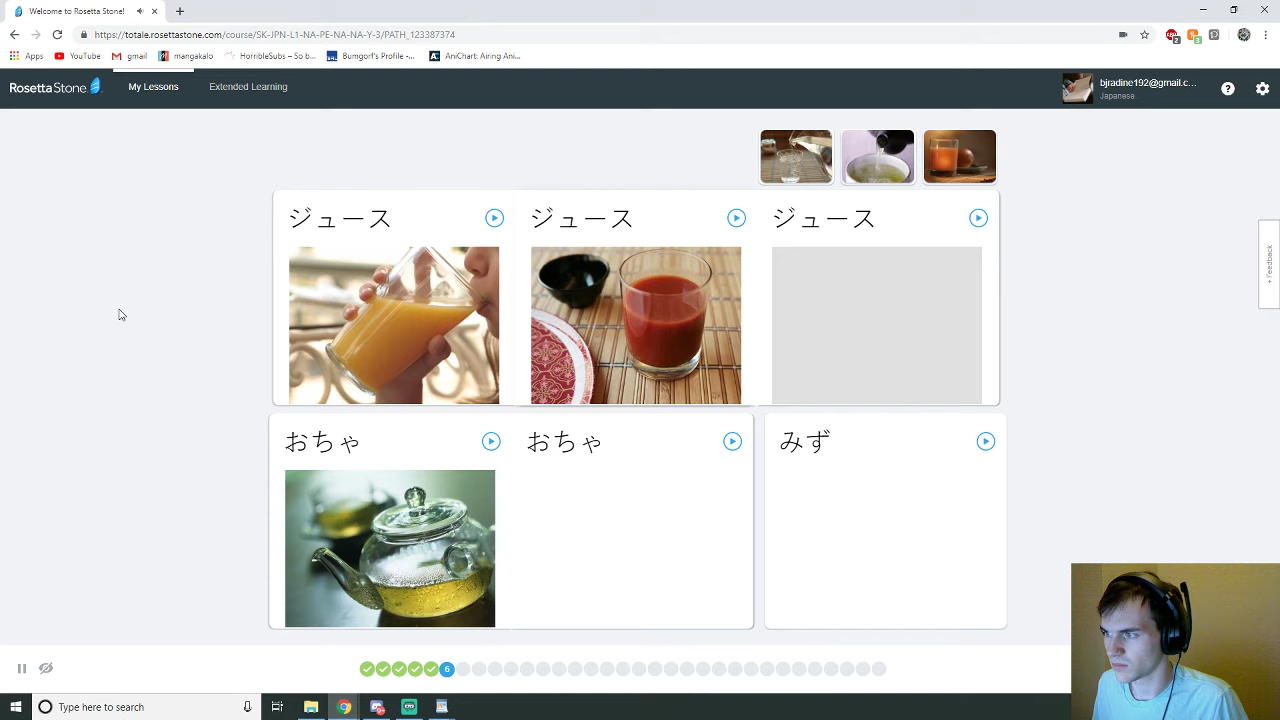 Welcome to Rosetta Stone!
https://totale.rosettastone.com/course/SK-JPN-L1-NA-PE-NA-NA-Y-3/PATH_123387374
Apps YouTube gmail mangakalo HorribleSubs – So b... Bumgorf's Profile -... AniChart: Airing Ani...
RosettaStone My Lessons Extended Learning bjradine192@gmail.c...
Japanese
ジュース ジュース ジュース
おちゃ おちゃ みず
+ Feedback
6
Type here to search